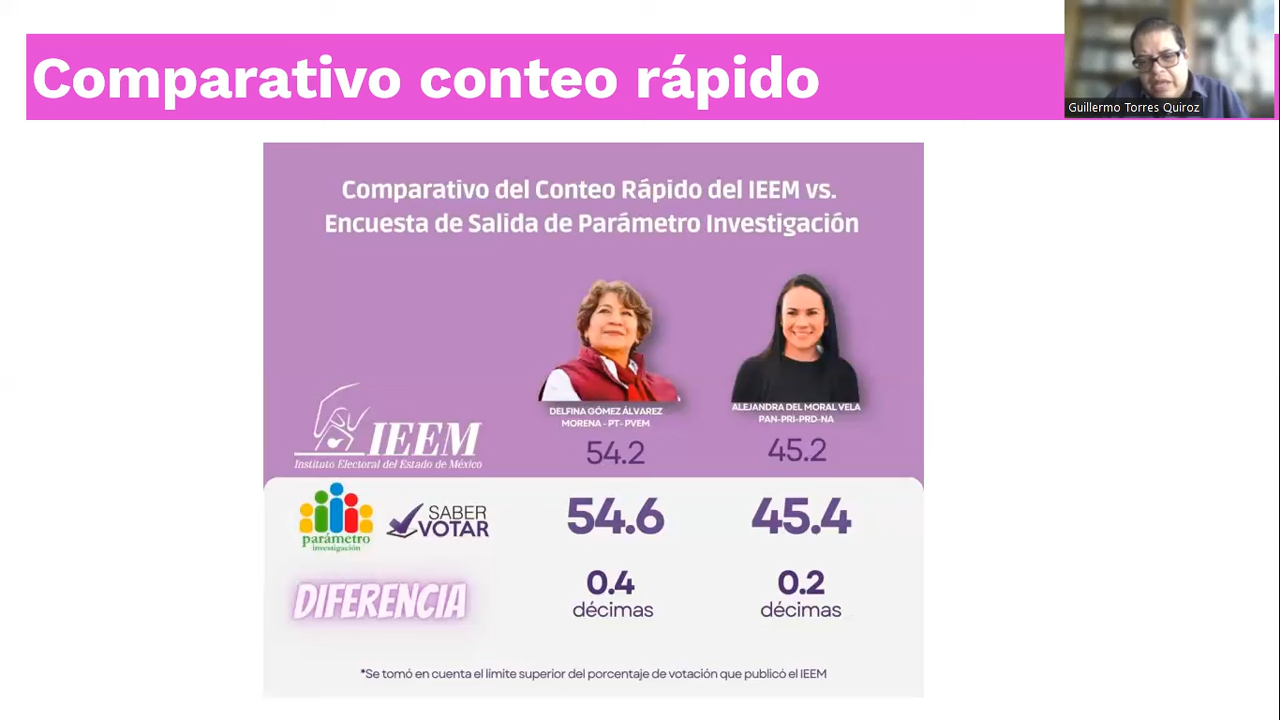 Comparativo conteo rápido
Guillermo Torres Quiroz
Comparativo del Conteo Rápido del IEEM vs.
Encuesta de Salida de Parámetro Investigación
DELFINA GÓMEZ ÁLVAREZ
MORENA - PT- PVEM
54.2
ALEJANDRA DEL MORAL VELA
PAN-PRI-PRD-NA
45.2
IEEM
Instituto Electoral del Estado de México
parámetro
investigación
SABER
VOTAR
54.6
45.4
DIFERENCIA
0.4
décimas
0.2
décimas
*Se tomó en cuenta el límite superior del porcentaje de votación que publicó el IEEM